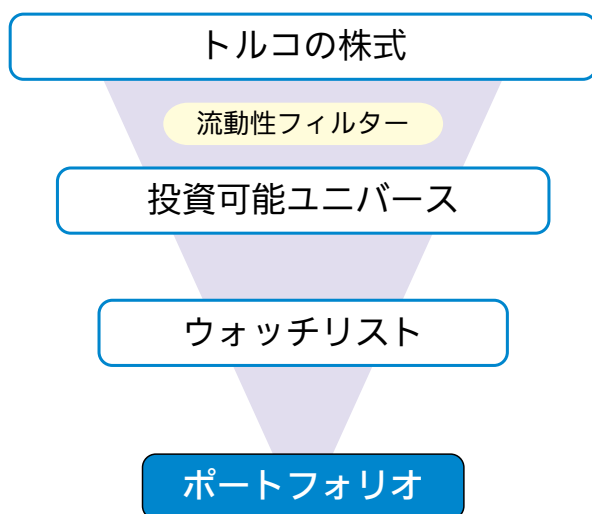 トルコの株式
流動性フィルター
投資可能ユニバース
ウォッチリスト
ポートフォリオ